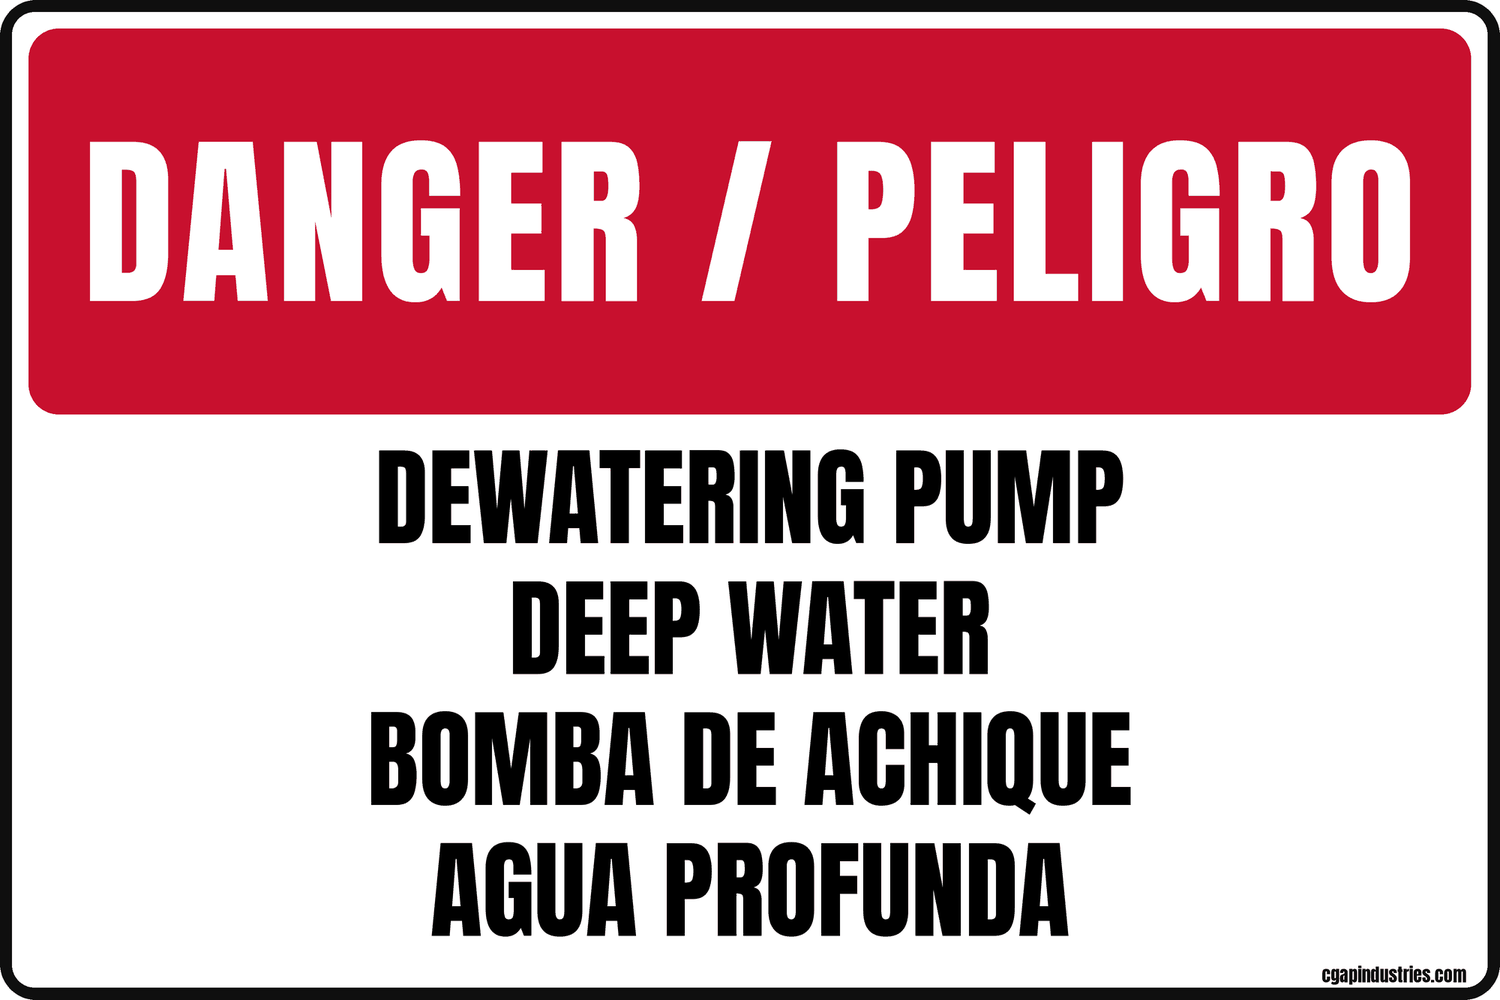 DANGER / PELIGRO
DEWATERING PUMP
DEEP WATER
BOMBA DE ACHIQUE
AGUA PROFUNDA
cgapindustries.com